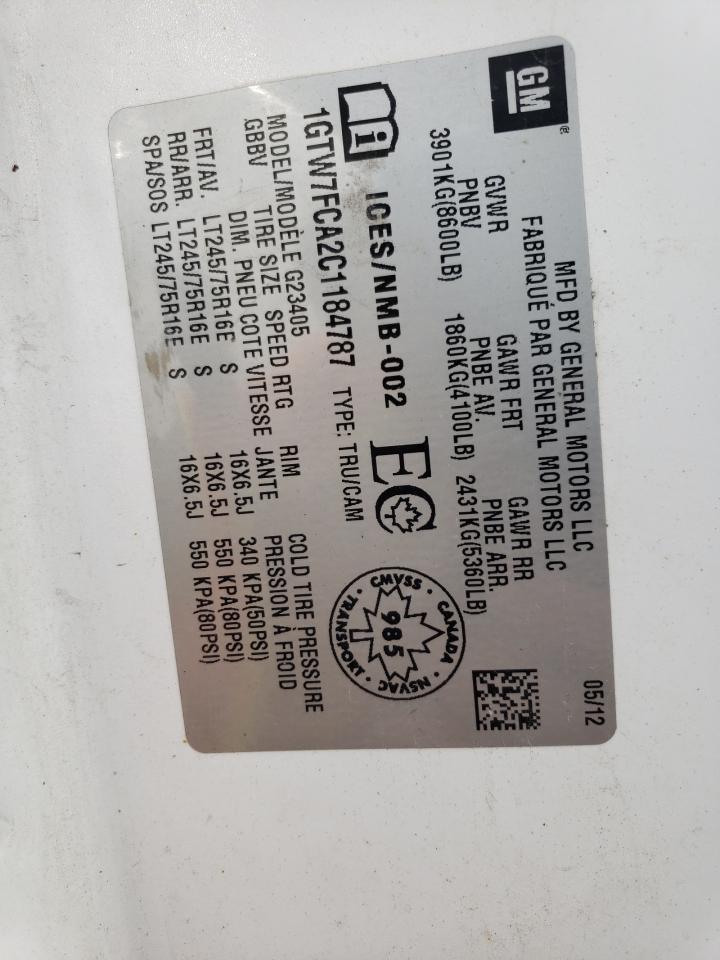 GM
MFD BY GENERAL MOTORS LLC 05/12
FABRIQUÉ PAR GENERAL MOTORS LLC
GVWR GAWR FRT GAWR RR
PNBV PNBE AV. PNBE ARR.
3901KG(8600LB) 1860KG(4100LB) 2431KG(5360LB)
i ICES/NMB-002 EC
CMVSS · CANADA · NSVAC · TRANSPORT ·
985
1GTW7FCA2C1184787 TYPE: TRU/CAM
MODEL/MODÈLE G23405
GBBV TIRE SIZE SPEED RTG RIM COLD TIRE PRESSURE
DIM. PNEU COTE VITESSE JANTE PRESSION À FROID
FRT/AV. LT245/75R16E S 16X6.5J 340 KPA(50PSI)
RR/ARR. LT245/75R16E S 16X6.5J 550 KPA(80PSI)
SPA/SOS LT245/75R16E S 16X6.5J 550 KPA(80PSI)